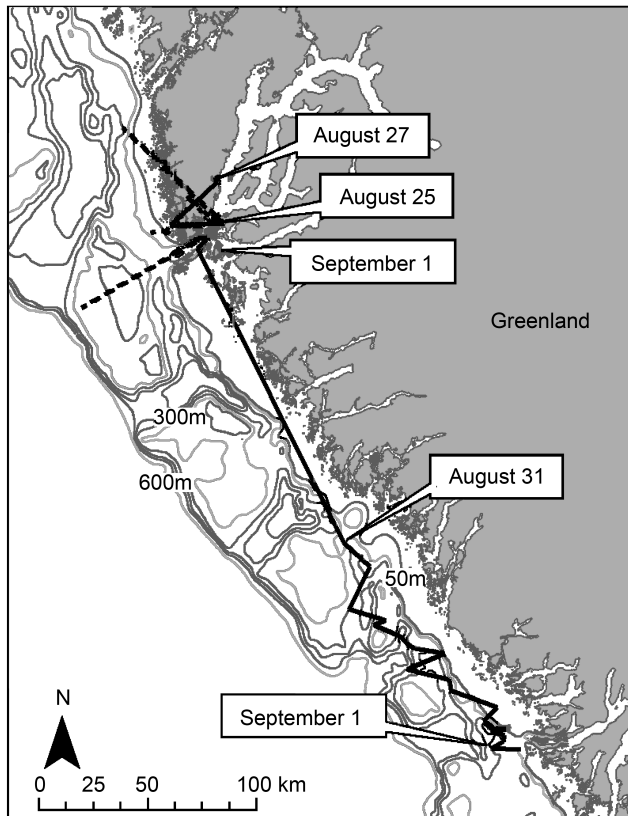 August 27
August 25
September 1
Greenland
300m
600m
August 31
50m
September 1
N
0 25 50 100 km